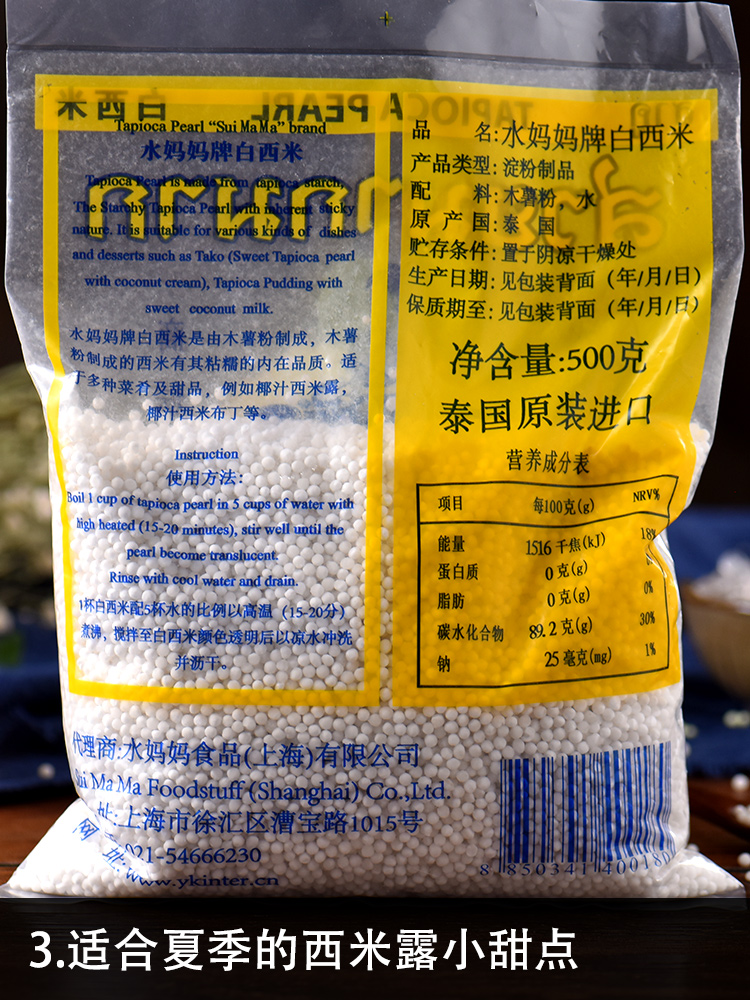 白西米
TAPIOCA PEARL
Tapioca Pearl “Sui Ma Ma” brand
水妈妈牌白西米
Tapioca Pearl is made from tapioca starch,
The Starchy Tapioca Pearl with inherent sticky
nature. It is suitable for various kinds of dishes
and desserts such as Tako (Sweet Tapioca pearl
with coconut cream), Tapioca Pudding with
sweet coconut milk.
水妈妈牌白西米是由木薯粉制成，木薯
粉制成的西米有其粘糯的内在品质。适
于多种菜肴及甜品，例如椰汁西米露，
椰汁西米布丁等。
Instruction
使用方法：
Boil 1 cup of tapioca pearl in 5 cups of water with
high heated (15-20 minutes), stir well until the
pearl become translucent.
Rinse with cool water and drain.
1杯白西米配5杯水的比例以高温（15-20分）
煮沸，搅拌至白西米颜色透明后以凉水冲洗
并沥干。
品 名：水妈妈牌白西米
产品类型：淀粉制品
配 料：木薯粉，水
原 产 国：泰 国
贮存条件：置于阴凉干燥处
生产日期：见包装背面（年/月/日）
保质期至：见包装背面（年/月/日）
净含量：500克
泰国原装进口
营养成分表
项目 每100克(g) NRV%
能量 1516 千焦(kJ) 18%
蛋白质 0 克(g)
脂肪 0 克(g) 0%
碳水化合物 89.2 克(g) 30%
钠 25 毫克(mg) 1%
代理商：水妈妈食品(上海)有限公司
Sui Ma Ma Foodstuff (Shanghai) Co.,Ltd.
址：上海市徐汇区漕宝路1015号
021-54666230
网 址：www.ykinter.cn
8 850341 400180
3.适合夏季的西米露小甜点